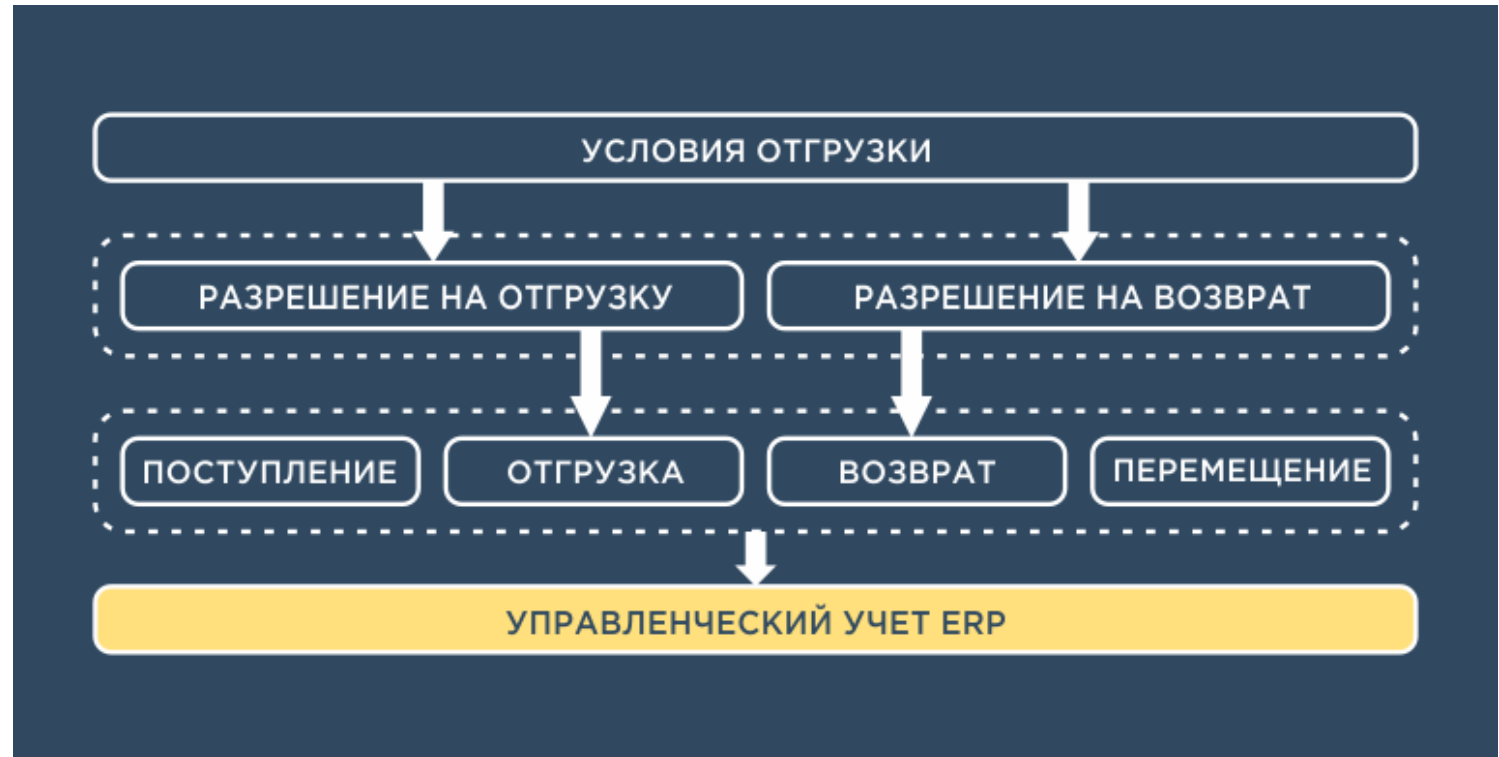 УСЛОВИЯ ОТГРУЗКИ
РАЗРЕШЕНИЕ НА ОТГРУЗКУ
РАЗРЕШЕНИЕ НА ВОЗВРАТ
ПОСТУПЛЕНИЕ
ОТГРУЗКА
ВОЗВРАТ
ПЕРЕМЕЩЕНИЕ
УПРАВЛЕНЧЕСКИЙ УЧЕТ ERP